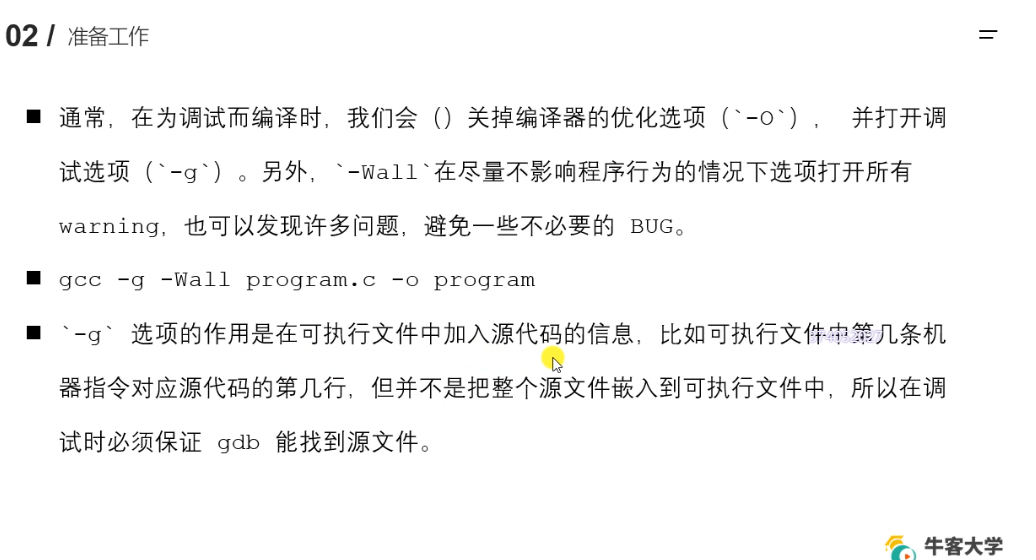 02 / 准备工作
通常，在为调试而编译时，我们会（）关掉编译器的优化选项（`-O`）， 并打开调
试选项（`-g`）。另外，`-Wall`在尽量不影响程序行为的情况下选项打开所有
warning，也可以发现许多问题，避免一些不必要的 BUG。
gcc -g -Wall program.c -o program
`-g` 选项的作用是在可执行文件中加入源代码的信息，比如可执行文件中第几条机
器指令对应源代码的第几行，但并不是把整个源文件嵌入到可执行文件中，所以在调
试时必须保证 gdb 能找到源文件。
牛客大学